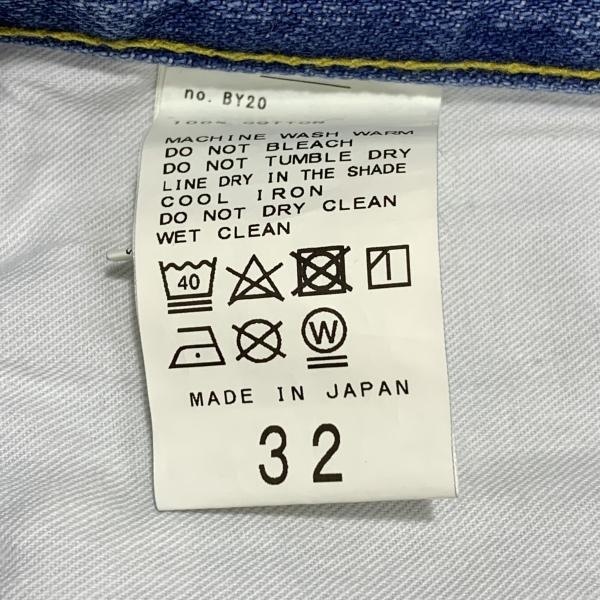 no. BY20
100% COTTON
MACHINE WASH WARM
DO NOT BLEACH
DO NOT TUMBLE DRY
LINE DRY IN THE SHADE
COOL IRON
DO NOT DRY CLEAN
WET CLEAN
40
W
MADE IN JAPAN
32